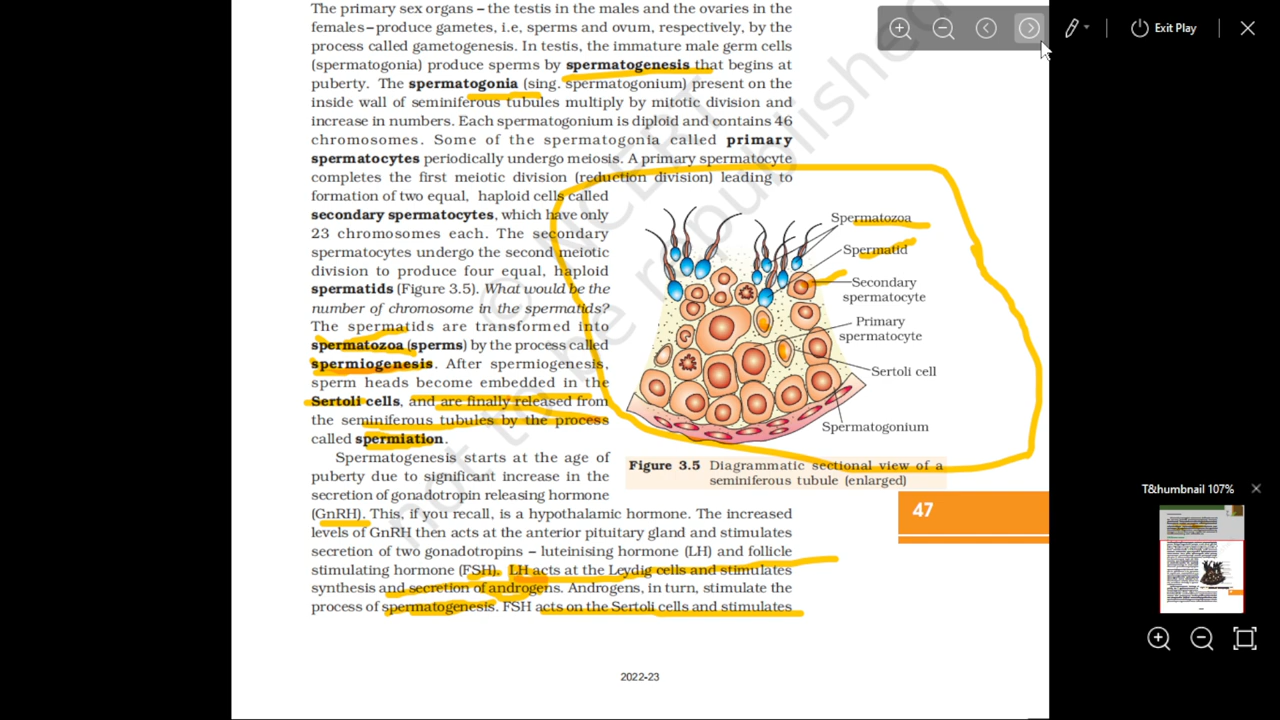 The primary sex organs – the testis in the males and the ovaries in the
females–produce gametes, i.e, sperms and ovum, respectively, by the
process called gametogenesis. In testis, the immature male germ cells
(spermatogonia) produce sperms by spermatogenesis that begins at
puberty. The spermatogonia (sing. spermatogonium) present on the
inside wall of seminiferous tubules multiply by mitotic division and
increase in numbers. Each spermatogonium is diploid and contains 46
chromosomes. Some of the spermatogonia called primary
spermatocytes periodically undergo meiosis. A primary spermatocyte
completes the first meiotic division (reduction division) leading to
formation of two equal, haploid cells called
secondary spermatocytes, which have only
23 chromosomes each. The secondary
spermatocytes undergo the second meiotic
division to produce four equal, haploid
spermatids (Figure 3.5). What would be the
number of chromosome in the spermatids?
The spermatids are transformed into
spermatozoa (sperms) by the process called
spermiogenesis. After spermiogenesis,
sperm heads become embedded in the
Sertoli cells, and are finally released from
the seminiferous tubules by the process
called spermiation.
Spermatogenesis starts at the age of
puberty due to significant increase in the
secretion of gonadotropin releasing hormone
(GnRH). This, if you recall, is a hypothalamic hormone. The increased
levels of GnRH then acts at the anterior pituitary gland and stimulates
secretion of two gonadotropins – luteinising hormone (LH) and follicle
stimulating hormone (FSH). LH acts at the Leydig cells and stimulates
synthesis and secretion of androgens. Androgens, in turn, stimulate the
process of spermatogenesis. FSH acts on the Sertoli cells and stimulates
Spermatozoa
Spermatid
Secondary
spermatocyte
Primary
spermatocyte
Sertoli cell
Spermatogonium
Figure 3.5 Diagrammatic sectional view of a
seminiferous tubule (enlarged)
47
2022-23
© NCERT
not to be republished
Exit Play
T&humbnail 107%